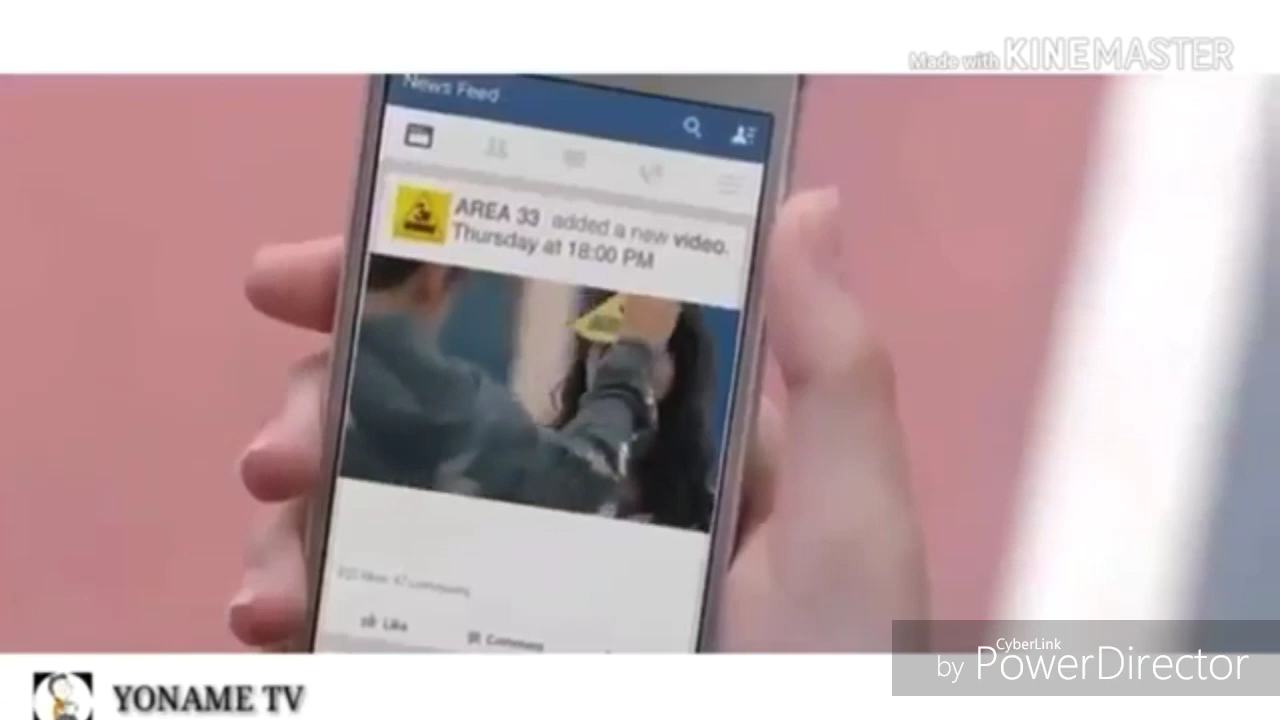 Made with KINEMASTER
News Feed
AREA 33 added a new video.
Thursday at 18:00 PM
Like
Comment
CyberLink
by PowerDirector
YONAME TV